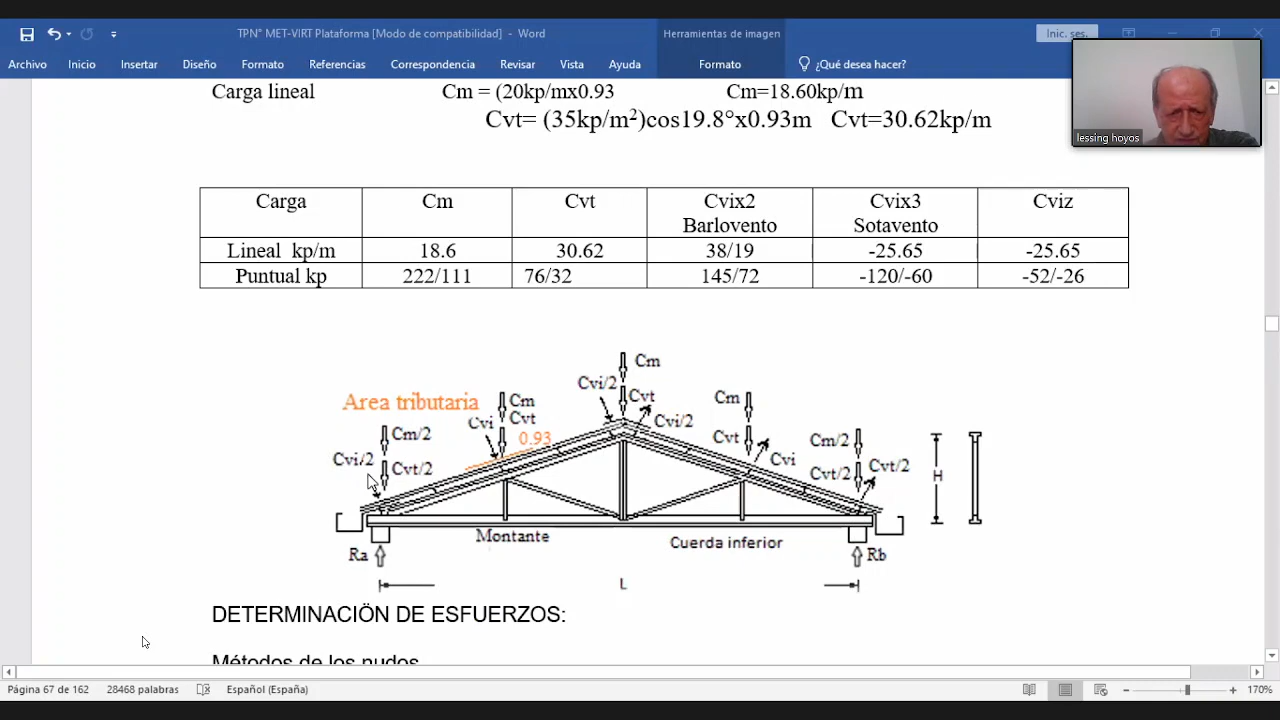 TPN° MET-VIRT Plataforma [Modo de compatibilidad] - Word
Herramientas de imagen
Inic. ses.
Archivo Inicio Insertar Diseño Formato Referencias Correspondencia Revisar Vista Ayuda Formato ¿Qué desea hacer?
lessing hoyos
Carga lineal Cm = (20kp/mx0.93 Cm=18.60kp/m
Cvt= (35kp/m²)cos19.8°x0.93m Cvt=30.62kp/m
Carga Cm Cvt Cvix2 Barlovento Cvix3 Sotavento Cviz
Lineal kp/m 18.6 30.62 38/19 -25.65 -25.65
Puntual kp 222/111 76/32 145/72 -120/-60 -52/-26
Cm
Cvi/2
Cvt
Cvi/2
Area tributaria
Cm
Cvi
Cvt
0.93
Cm
Cvt
Cvi
Cm/2
Cvi/2
Cvt/2
Cm/2
Cvt/2
Cvt/2
H
Montante
Cuerda inferior
Ra
Rb
L
DETERMINACIÖN DE ESFUERZOS:
Métodos de los nudos
Página 67 de 162 28468 palabras Español (España) 170%